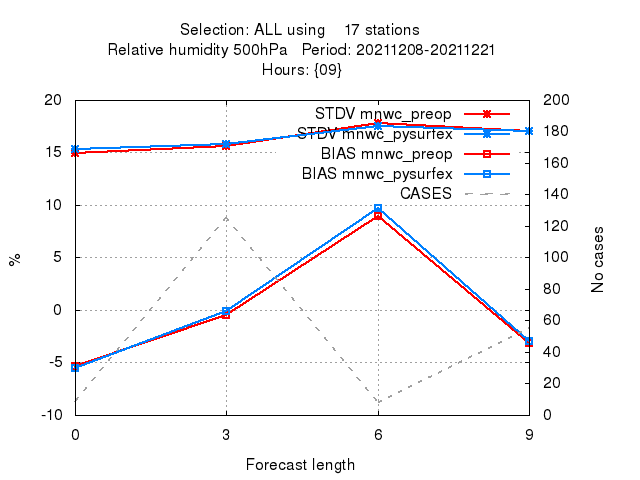 Selection: ALL using 17 stations
Relative humidity 500hPa Period: 20211208-20211221
Hours: {09}
STDV mnwc_preop
STDV mnwc_pysurfex
BIAS mnwc_preop
BIAS mnwc_pysurfex
CASES
20
15
10
5
0
-5
-10
%
200
180
160
140
120
100
80
60
40
20
0
No cases
0 3 6 9
Forecast length